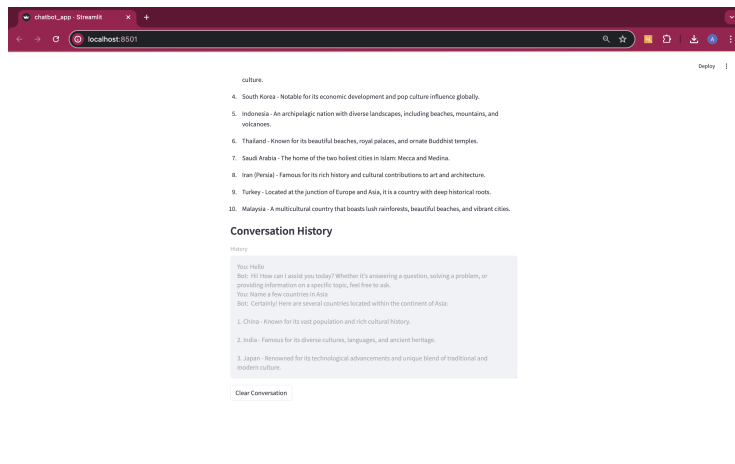 chatbot_app · Streamlit
localhost:8501
Deploy
culture.
4. South Korea - Notable for its economic development and pop culture influence globally.
5. Indonesia - An archipelagic nation with diverse landscapes, including beaches, mountains, and
volcanoes.
6. Thailand - Known for its beautiful beaches, royal palaces, and ornate Buddhist temples.
7. Saudi Arabia - The home of the two holiest cities in Islam: Mecca and Medina.
8. Iran (Persia) - Famous for its rich history and cultural contributions to art and architecture.
9. Turkey - Located at the junction of Europe and Asia, it is a country with deep historical roots.
10. Malaysia - A multicultural country that boasts lush rainforests, beautiful beaches, and vibrant cities.
Conversation History
History
You: Hello
Bot: Hi! How can I assist you today? Whether it's answering a question, solving a problem, or
providing information on a specific topic, feel free to ask.
You: Name a few countries in Asia
Bot: Certainly! Here are several countries located within the continent of Asia:
1. China - Known for its vast population and rich cultural history.
2. India - Famous for its diverse cultures, languages, and ancient heritage.
3. Japan - Renowned for its technological advancements and unique blend of traditional and
modern culture.
Clear Conversation